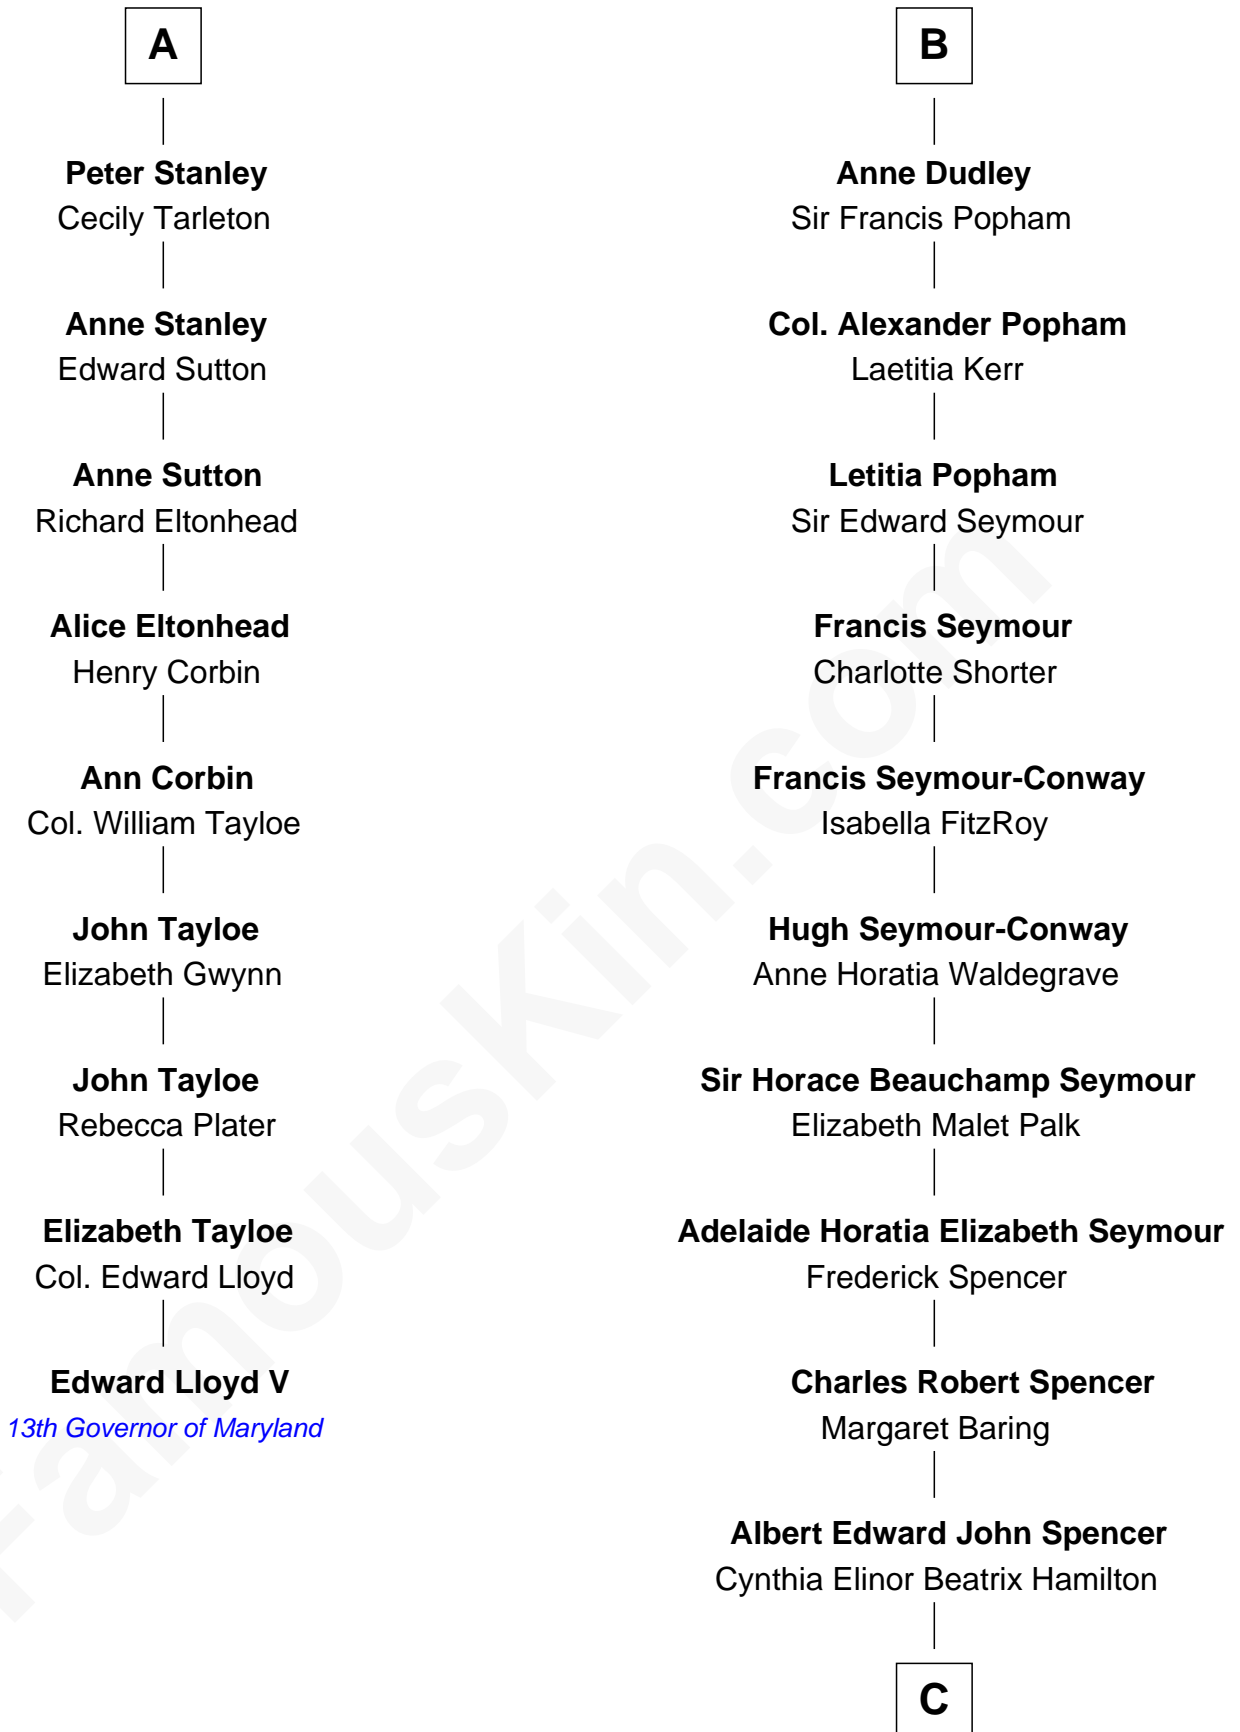 A
Peter Stanley
Cecily Tarleton
Anne Stanley
Edward Sutton
Anne Sutton
Richard Eltonhead
Alice Eltonhead
Henry Corbin
Ann Corbin
Col. William Tayloe
John Tayloe
Elizabeth Gwynn
John Tayloe
Rebecca Plater
Elizabeth Tayloe
Col. Edward Lloyd
Edward Lloyd V
13th Governor of Maryland
B
Anne Dudley
Sir Francis Popham
Col. Alexander Popham
Laetitia Kerr
Letitia Popham
Sir Edward Seymour
Francis Seymour
Charlotte Shorter
Francis Seymour-Conway
Isabella FitzRoy
Hugh Seymour-Conway
Anne Horatia Waldegrave
Sir Horace Beauchamp Seymour
Elizabeth Malet Palk
Adelaide Horatia Elizabeth Seymour
Frederick Spencer
Charles Robert Spencer
Margaret Baring
Albert Edward John Spencer
Cynthia Elinor Beatrix Hamilton
C
FamousKin.com